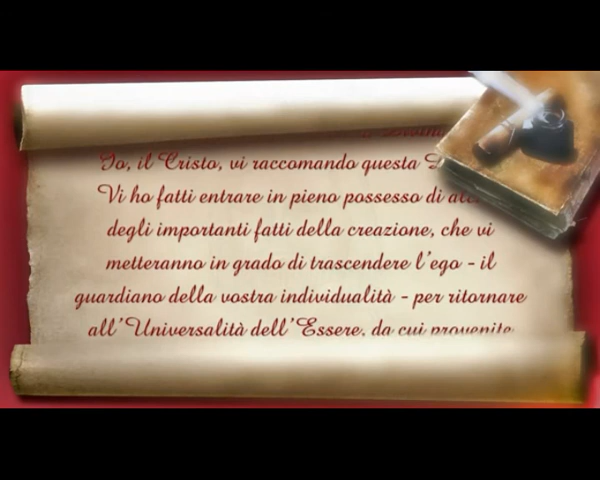 Io, il Cristo, vi raccomando questa
Vi ho fatti entrare in pieno possesso di
degli importanti fatti della creazione, che vi
metteranno in grado di trascendere l'ego - il
guardiano della vostra individualità - per ritornare
all'Universalità dell'Essere, da cui provenite